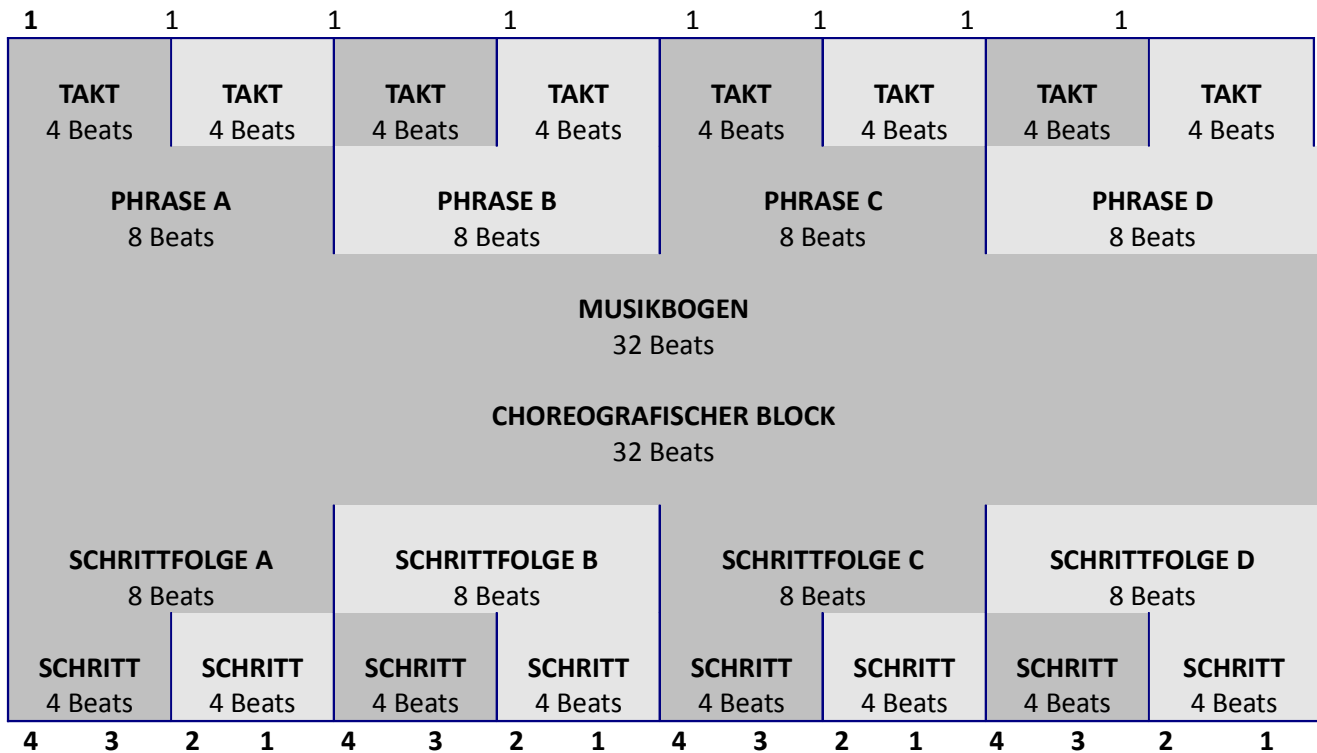 1 1 1 1 1 1 1 1
TAKT TAKT TAKT TAKT TAKT TAKT TAKT TAKT
4 Beats 4 Beats 4 Beats 4 Beats 4 Beats 4 Beats 4 Beats 4 Beats
PHRASE A PHRASE B PHRASE C PHRASE D
8 Beats 8 Beats 8 Beats 8 Beats
MUSIKBOGEN
32 Beats
CHOREOGRAFISCHER BLOCK
32 Beats
SCHRITTFOLGE A SCHRITTFOLGE B SCHRITTFOLGE C SCHRITTFOLGE D
8 Beats 8 Beats 8 Beats 8 Beats
SCHRITT SCHRITT SCHRITT SCHRITT SCHRITT SCHRITT SCHRITT SCHRITT
4 Beats 4 Beats 4 Beats 4 Beats 4 Beats 4 Beats 4 Beats 4 Beats
4 3 2 1 4 3 2 1 4 3 2 1 4 3 2 1